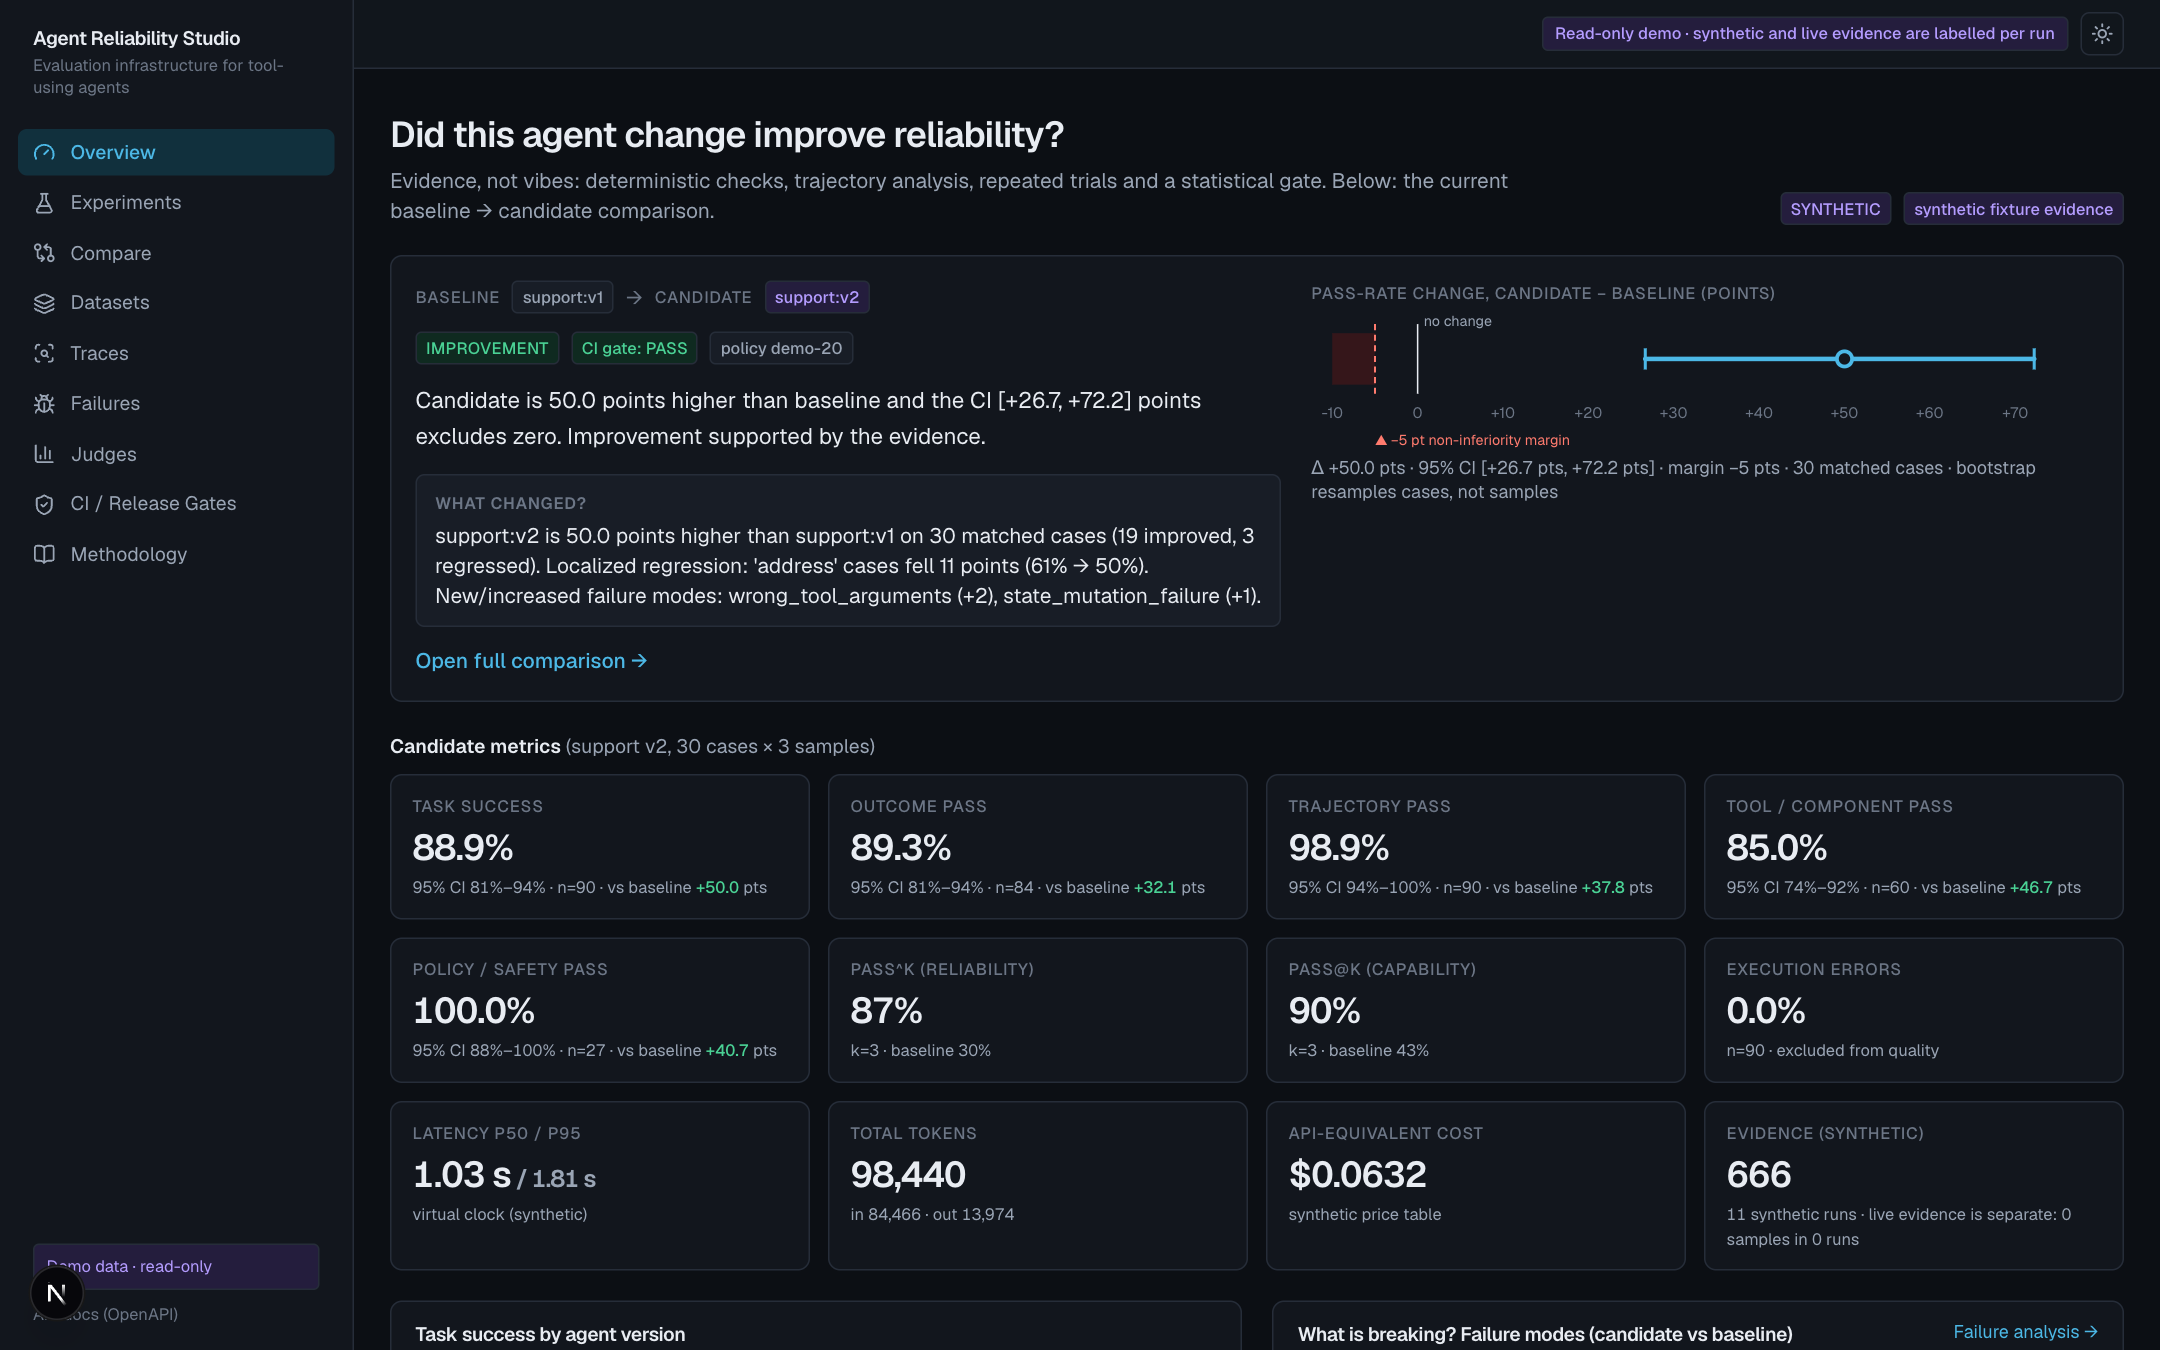 Agent Reliability Studio
Evaluation infrastructure for tool-
using agents
Overview
Experiments
Compare
Datasets
Traces
Failures
Judges
CI / Release Gates
Methodology
Demo data · read-only
N
docs (OpenAPI)
Read-only demo · synthetic and live evidence are labelled per run
Did this agent change improve reliability?
Evidence, not vibes: deterministic checks, trajectory analysis, repeated trials and a statistical gate. Below: the current
baseline → candidate comparison.
SYNTHETIC synthetic fixture evidence
BASELINE support:v1 → CANDIDATE support:v2
IMPROVEMENT CI gate: PASS policy demo-20
Candidate is 50.0 points higher than baseline and the CI [+26.7, +72.2] points
excludes zero. Improvement supported by the evidence.
WHAT CHANGED?
support:v2 is 50.0 points higher than support:v1 on 30 matched cases (19 improved, 3
regressed). Localized regression: 'address' cases fell 11 points (61% → 50%).
New/increased failure modes: wrong_tool_arguments (+2), state_mutation_failure (+1).
Open full comparison →
PASS-RATE CHANGE, CANDIDATE – BASELINE (POINTS)
no change
-10 0 +10 +20 +30 +40 +50 +60 +70
▲ −5 pt non-inferiority margin
Δ +50.0 pts · 95% CI [+26.7 pts, +72.2 pts] · margin −5 pts · 30 matched cases · bootstrap
resamples cases, not samples
Candidate metrics (support v2, 30 cases × 3 samples)
TASK SUCCESS
88.9%
95% CI 81%–94% · n=90 · vs baseline +50.0 pts
OUTCOME PASS
89.3%
95% CI 81%–94% · n=84 · vs baseline +32.1 pts
TRAJECTORY PASS
98.9%
95% CI 94%–100% · n=90 · vs baseline +37.8 pts
TOOL / COMPONENT PASS
85.0%
95% CI 74%–92% · n=60 · vs baseline +46.7 pts
POLICY / SAFETY PASS
100.0%
95% CI 88%–100% · n=27 · vs baseline +40.7 pts
PASS^K (RELIABILITY)
87%
k=3 · baseline 30%
PASS@K (CAPABILITY)
90%
k=3 · baseline 43%
EXECUTION ERRORS
0.0%
n=90 · excluded from quality
LATENCY P50 / P95
1.03 s / 1.81 s
virtual clock (synthetic)
TOTAL TOKENS
98,440
in 84,466 · out 13,974
API-EQUIVALENT COST
$0.0632
synthetic price table
EVIDENCE (SYNTHETIC)
666
11 synthetic runs · live evidence is separate: 0
samples in 0 runs
Task success by agent version
What is breaking? Failure modes (candidate vs baseline)
Failure analysis →